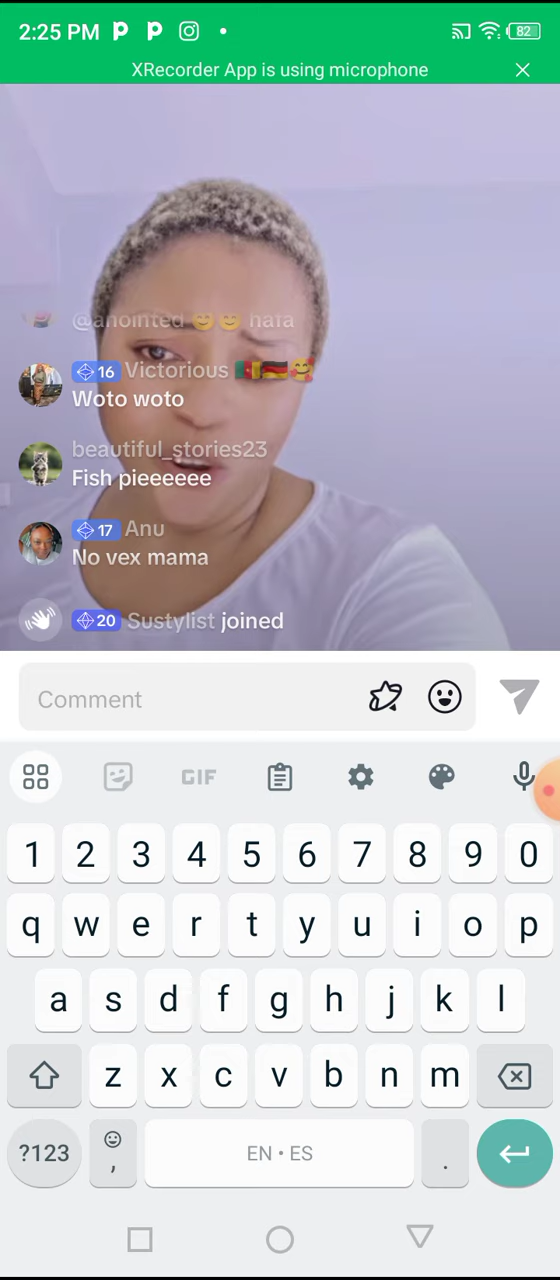 2:25 PM
82
XRecorder App is using microphone
@anointed 😊😊 hafa
16 Victorious 🇨🇲🇩🇪🥰
Woto woto
beautiful_stories23
Fish pieeeeee
17 Anu
No vex mama
20 Sustylist joined
Comment
GIF
1 2 3 4 5 6 7 8 9 0
q w e r t y u i o p
a s d f g h j k l
z x c v b n m
?123 , EN • ES .